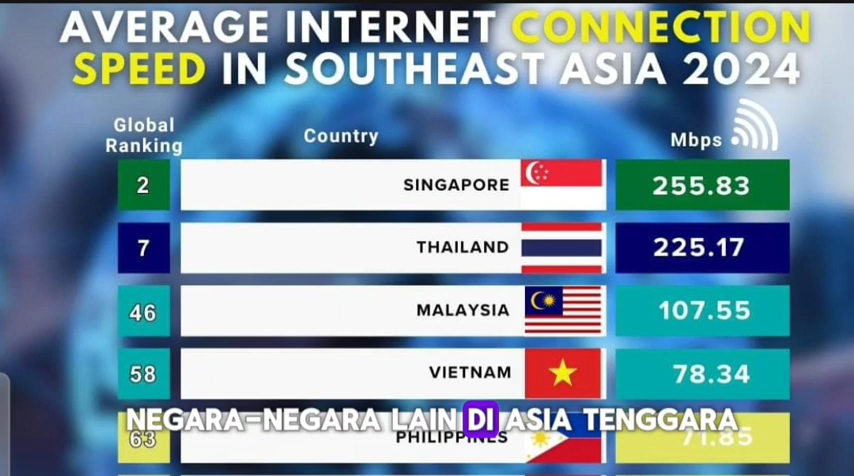 AVERAGE INTERNET CONNECTION
SPEED IN SOUTHEAST ASIA 2024
Global
Ranking
Country
Mbps
2 SINGAPORE 255.83
7 THAILAND 225.17
46 MALAYSIA 107.55
58 VIETNAM 78.34
NEGARA-NEGARA LAIN DI ASIA TENGGARA
63 PHILIPPINES 71.85